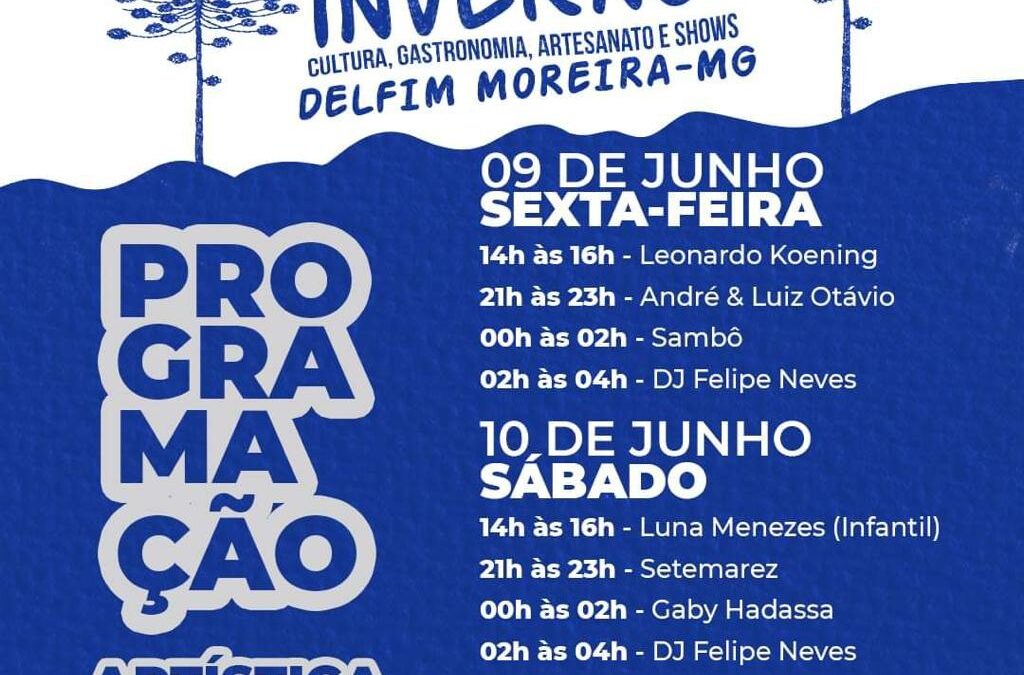 INVERNO
CULTURA, GASTRONOMIA, ARTESANATO E SHOWS
DELFIM MOREIRA-MG
PRO
GRA
MA
ÇÃO
ARTÍSTICA
09 DE JUNHO
SEXTA-FEIRA
14h às 16h - Leonardo Koening
21h às 23h - André & Luiz Otávio
00h às 02h - Sambô
02h às 04h - DJ Felipe Neves
10 DE JUNHO
SÁBADO
14h às 16h - Luna Menezes (Infantil)
21h às 23h - Setemarez
00h às 02h - Gaby Hadassa
02h às 04h - DJ Felipe Neves